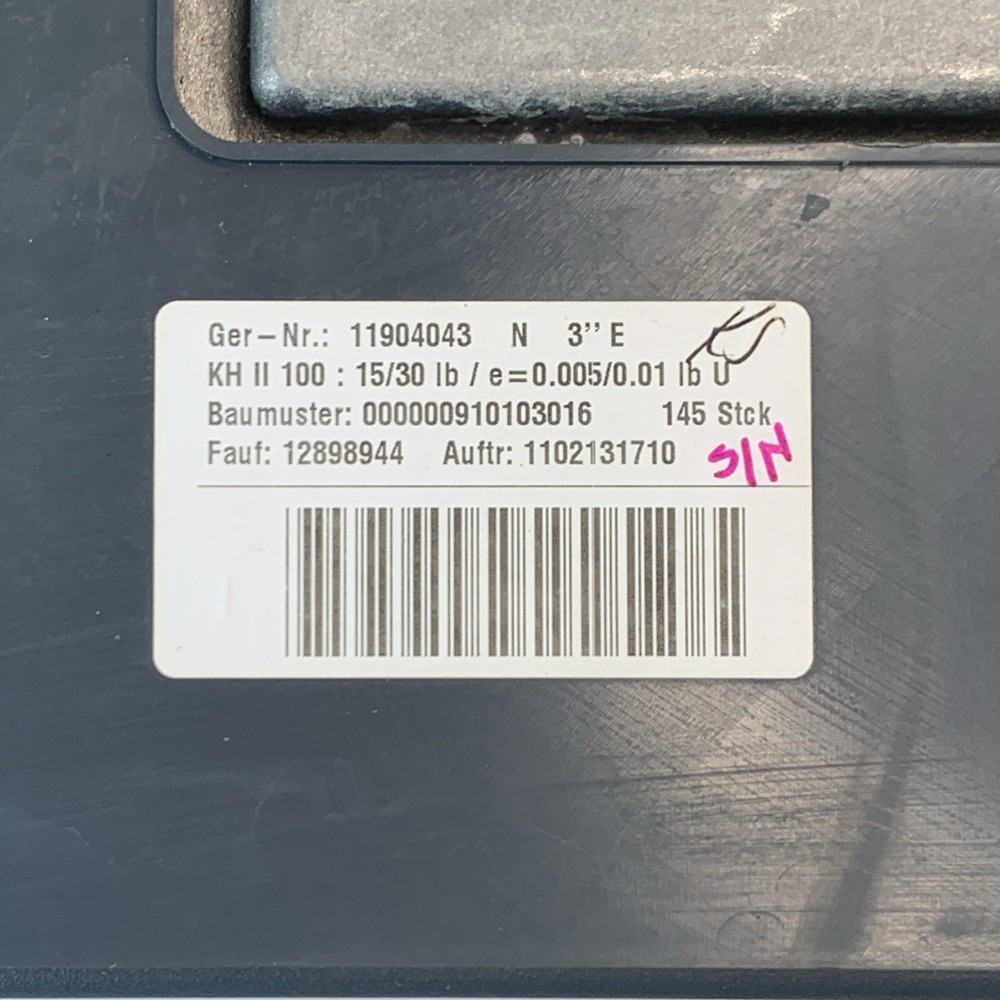 Ger-Nr.: 11904043 N 3'' E
KH II 100 : 15/30 lb / e=0.005/0.01 lb U
Baumuster: 000000910103016 145 Stck
Fauf: 12898944 Auftr: 1102131710
S/N